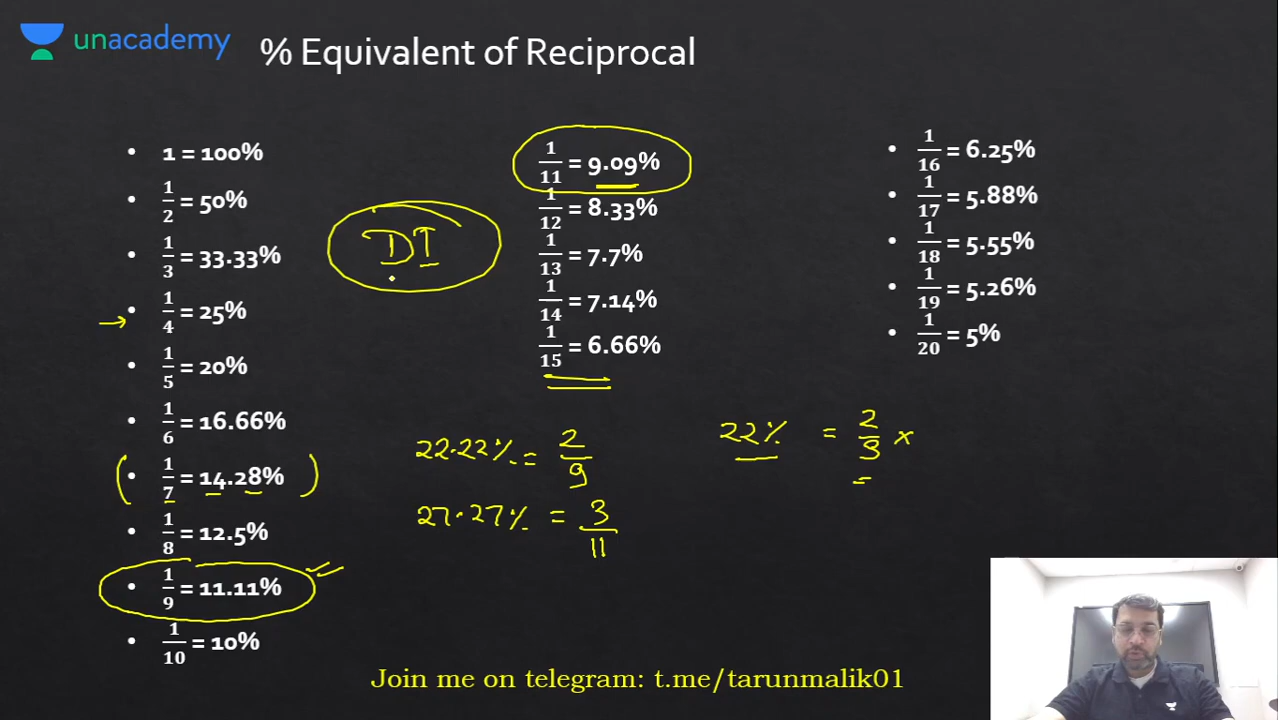 unacademy
% Equivalent of Reciprocal
• 1 = 100%
• 1/2 = 50%
• 1/3 = 33.33%
• 1/4 = 25%
• 1/5 = 20%
• 1/6 = 16.66%
• 1/7 = 14.28%
• 1/8 = 12.5%
• 1/9 = 11.11%
• 1/10 = 10%
DI
1/11 = 9.09%
1/12 = 8.33%
1/13 = 7.7%
1/14 = 7.14%
1/15 = 6.66%
• 1/16 = 6.25%
• 1/17 = 5.88%
• 1/18 = 5.55%
• 1/19 = 5.26%
• 1/20 = 5%
22.22% = 2/9
27.27% = 3/11
22% = 2/9 x
Join me on telegram: t.me/tarunmalik01